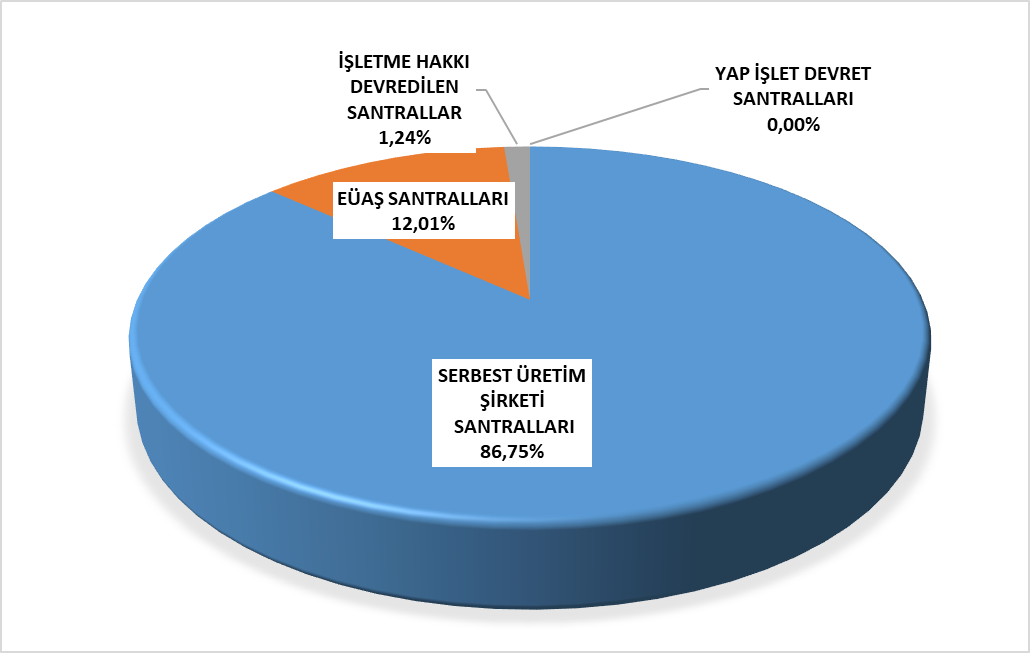 İŞLETME HAKKI
DEVREDİLEN
SANTRALLAR
1,24%
YAP İŞLET DEVRET
SANTRALLARI
0,00%
EÜAŞ SANTRALLARI
12,01%
SERBEST ÜRETİM
ŞİRKETİ
SANTRALLARI
86,75%